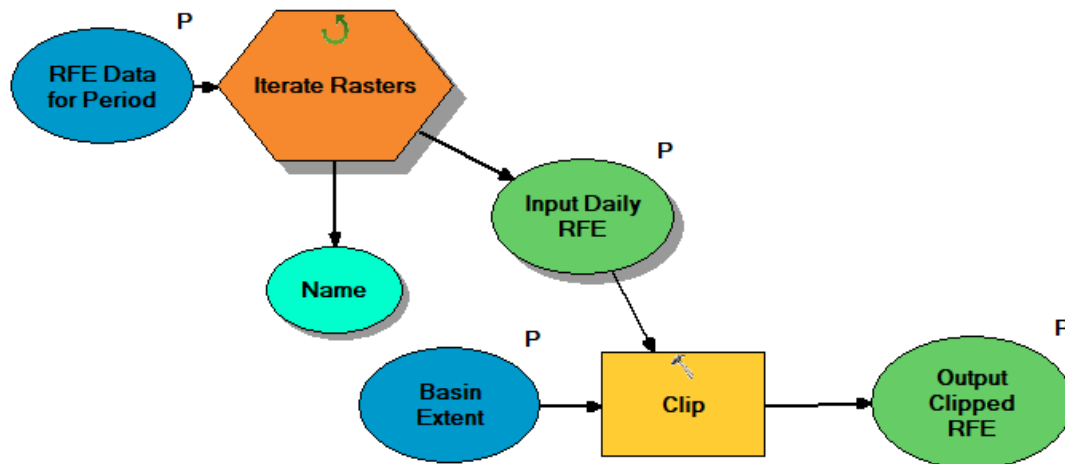 P
RFE Data
for Period
Iterate Rasters
P
Input Daily
RFE
Name
P
Basin
Extent
Clip
P
Output
Clipped
RFE